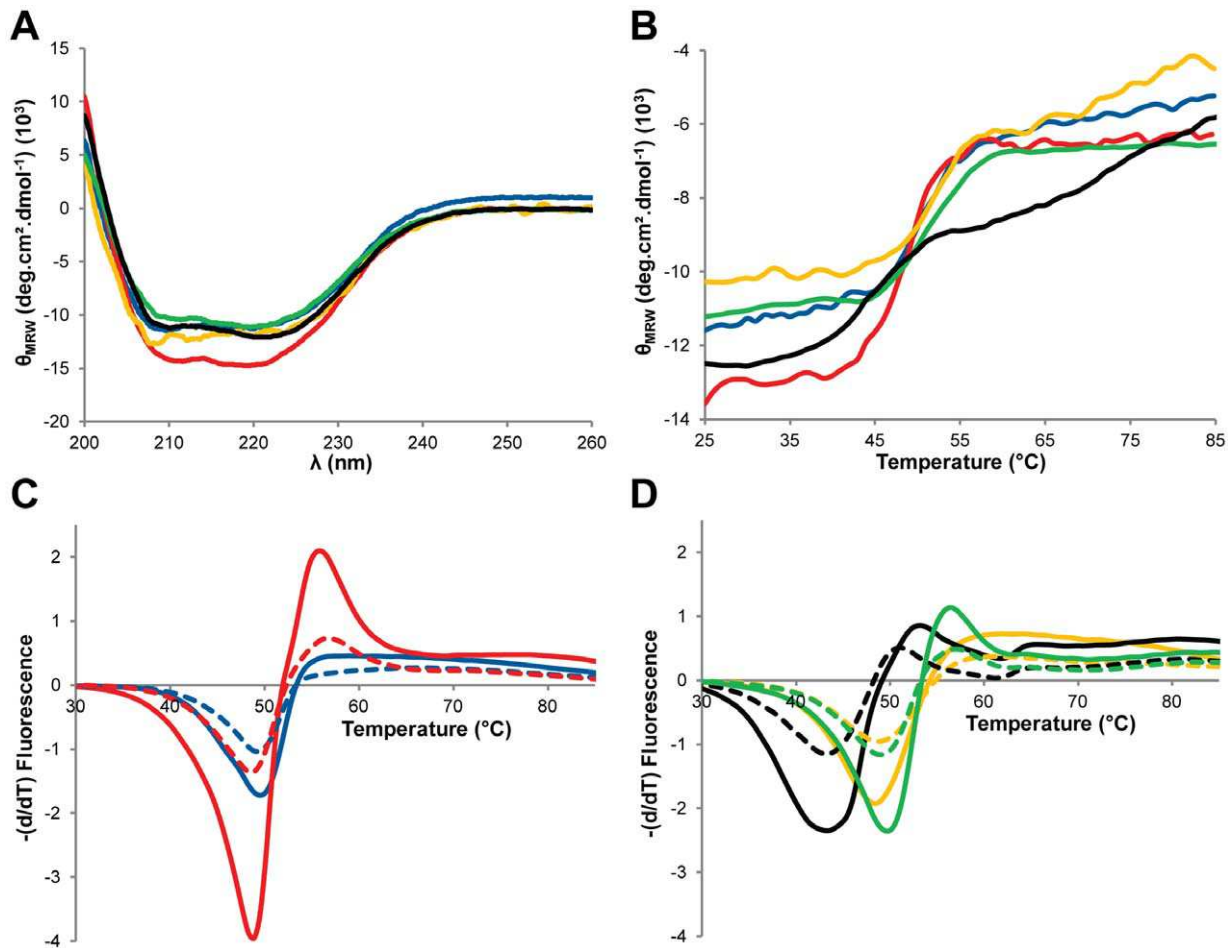 A
15
10
5
0
-5
-10
-15
-20
θMRW (deg.cm².dmol⁻¹) (10³)
200 210 220 230 240 250 260
λ (nm)
B
-4
-6
-8
-10
-12
-14
θMRW (deg.cm².dmol⁻¹) (10³)
25 35 45 55 65 75 85
Temperature (°C)
C
2
1
0
-1
-2
-3
-4
-(d/dT) Fluorescence
30 40 50 60 70 80
Temperature (°C)
D
2
1
0
-1
-2
-3
-4
-(d/dT) Fluorescence
30 40 50 60 70 80
Temperature (°C)